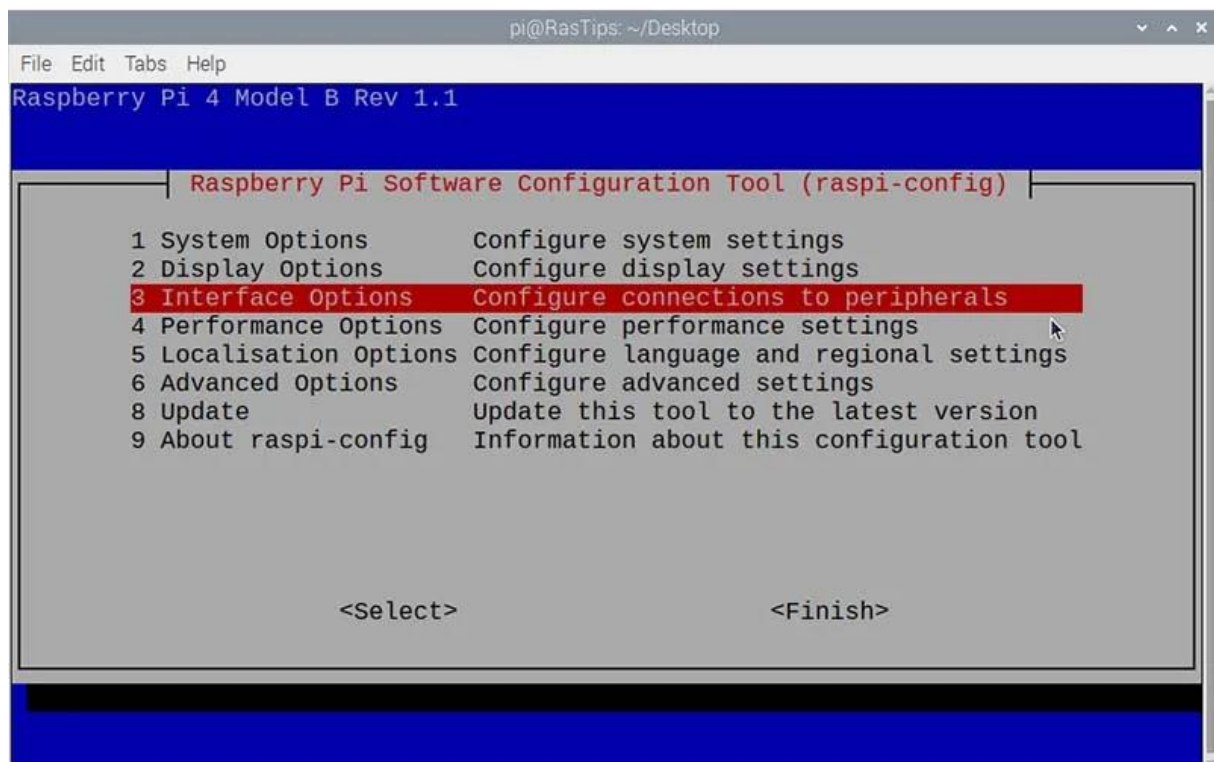 pi@RasTips: ~/Desktop
File Edit Tabs Help
Raspberry Pi 4 Model B Rev 1.1
Raspberry Pi Software Configuration Tool (raspi-config)
1 System Options Configure system settings
2 Display Options Configure display settings
3 Interface Options Configure connections to peripherals
4 Performance Options Configure performance settings
5 Localisation Options Configure language and regional settings
6 Advanced Options Configure advanced settings
8 Update Update this tool to the latest version
9 About raspi-config Information about this configuration tool
<Select> <Finish>